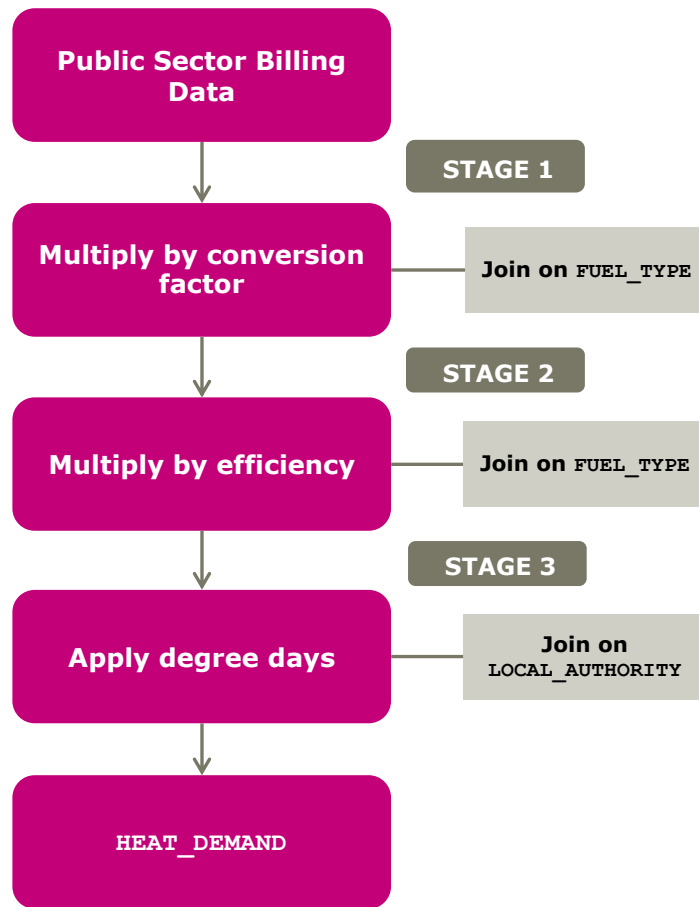 Public Sector Billing
Data
STAGE 1
Multiply by conversion
factor
Join on FUEL_TYPE
STAGE 2
Multiply by efficiency
Join on FUEL_TYPE
STAGE 3
Apply degree days
Join on
LOCAL_AUTHORITY
HEAT_DEMAND